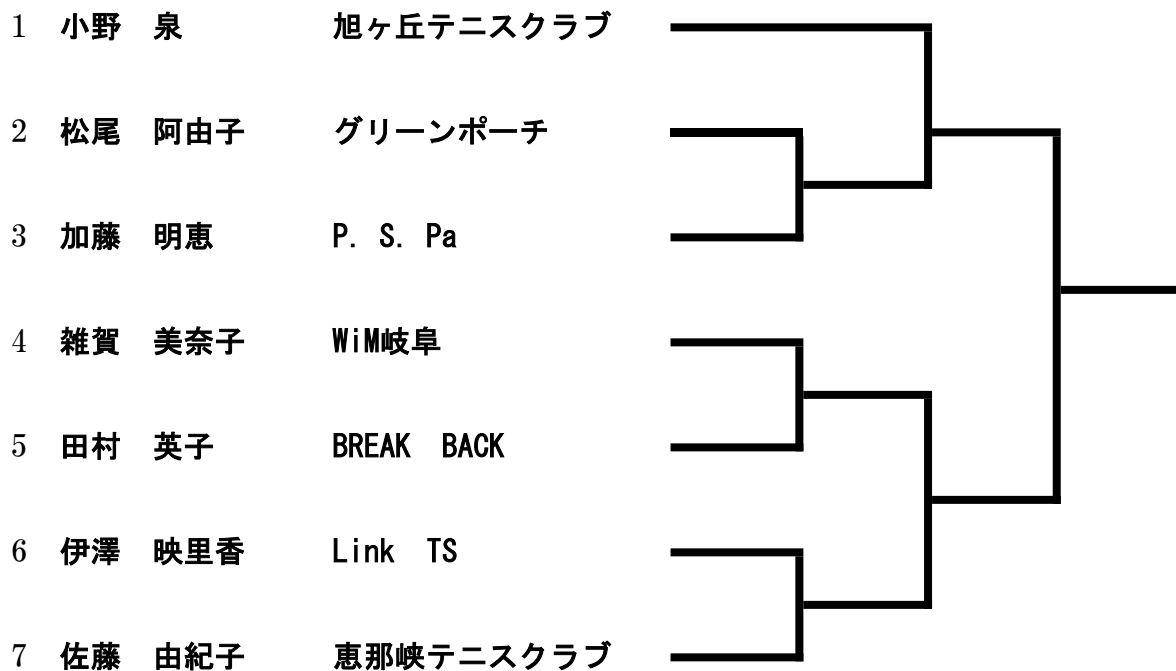 1 小野 泉 旭ヶ丘テニスクラブ
2 松尾 阿由子 グリーンポーチ
3 加藤 明恵 P. S. Pa
4 雑賀 美奈子 WiM岐阜
5 田村 英子 BREAK BACK
6 伊澤 映里香 Link TS
7 佐藤 由紀子 恵那峡テニスクラブ